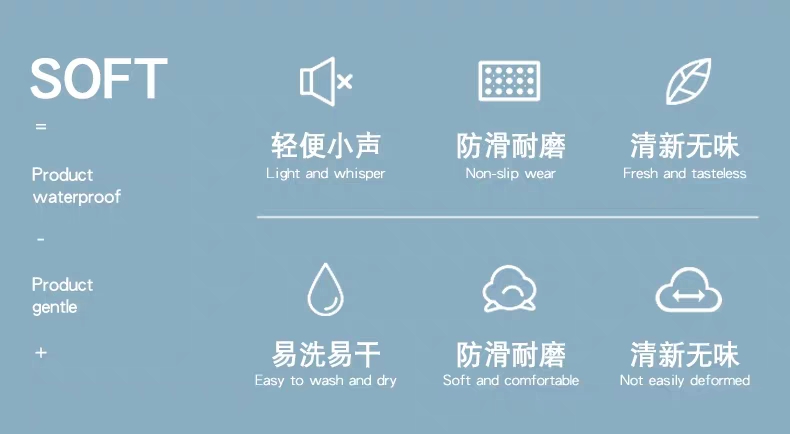 SOFT
=
Product
waterproof
-
Product
gentle
+
轻便小声
Light and whisper
防滑耐磨
Non-slip wear
清新无味
Fresh and tasteless
易洗易干
Easy to wash and dry
防滑耐磨
Soft and comfortable
清新无味
Not easily deformed